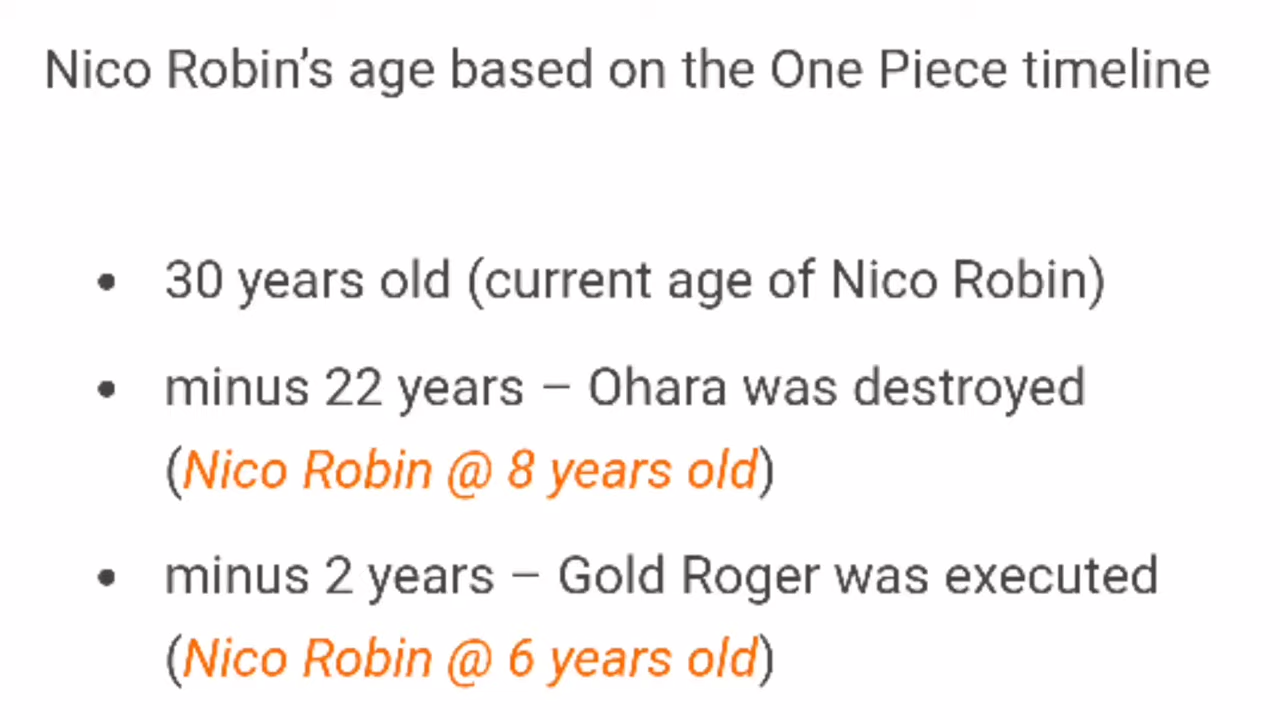 Nico Robin’s age based on the One Piece timeline
• 30 years old (current age of Nico Robin)
• minus 22 years – Ohara was destroyed
(Nico Robin @ 8 years old)
• minus 2 years – Gold Roger was executed
(Nico Robin @ 6 years old)